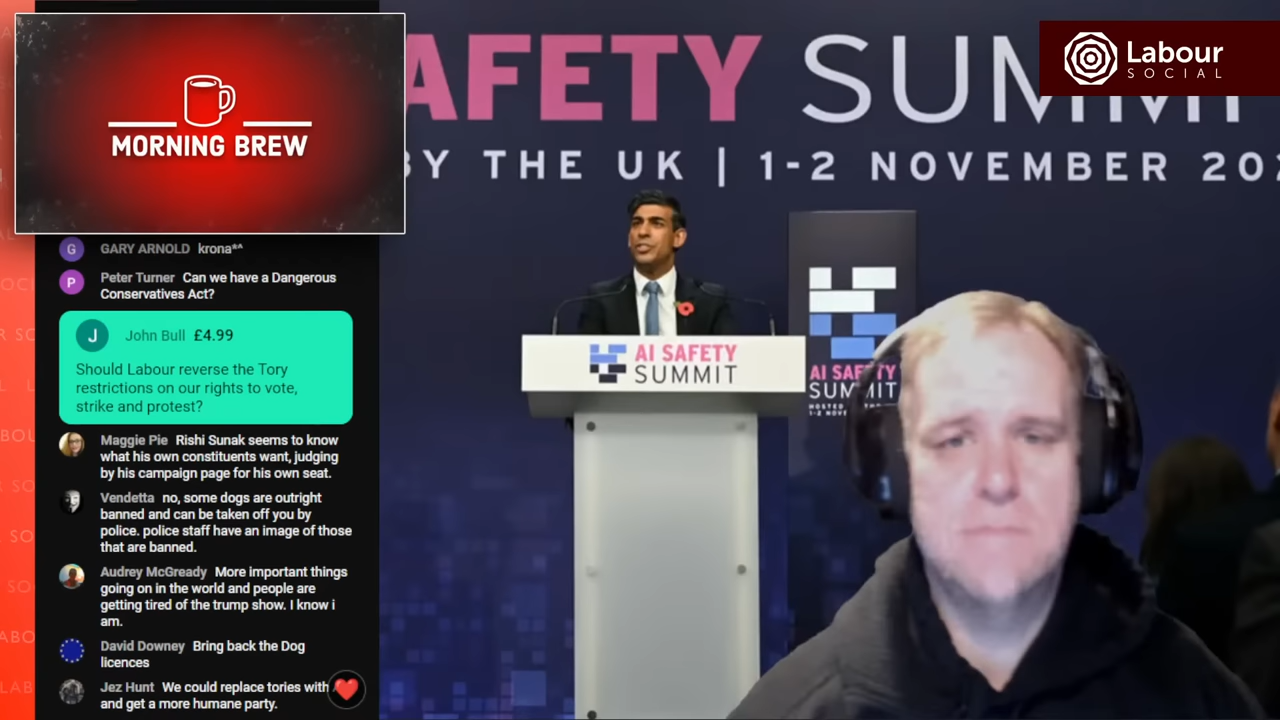 AFETY SUMMIT
BY THE UK | 1-2 NOVEMBER 202
Labour
SOCIAL
MORNING BREW
G GARY ARNOLD krona**
P Peter Turner Can we have a Dangerous
Conservatives Act?
J John Bull £4.99
Should Labour reverse the Tory
restrictions on our rights to vote,
strike and protest?
Maggie Pie Rishi Sunak seems to know
what his own constituents want, judging
by his campaign page for his own seat.
Vendetta no, some dogs are outright
banned and can be taken off you by
police. police staff have an image of those
that are banned.
Audrey McGready More important things
going on in the world and people are
getting tired of the trump show. I know i
am.
David Downey Bring back the Dog
licences
Jez Hunt We could replace tories with
and get a more humane party.
AI SAFETY
SUMMIT
AI SAFETY
SUMMIT